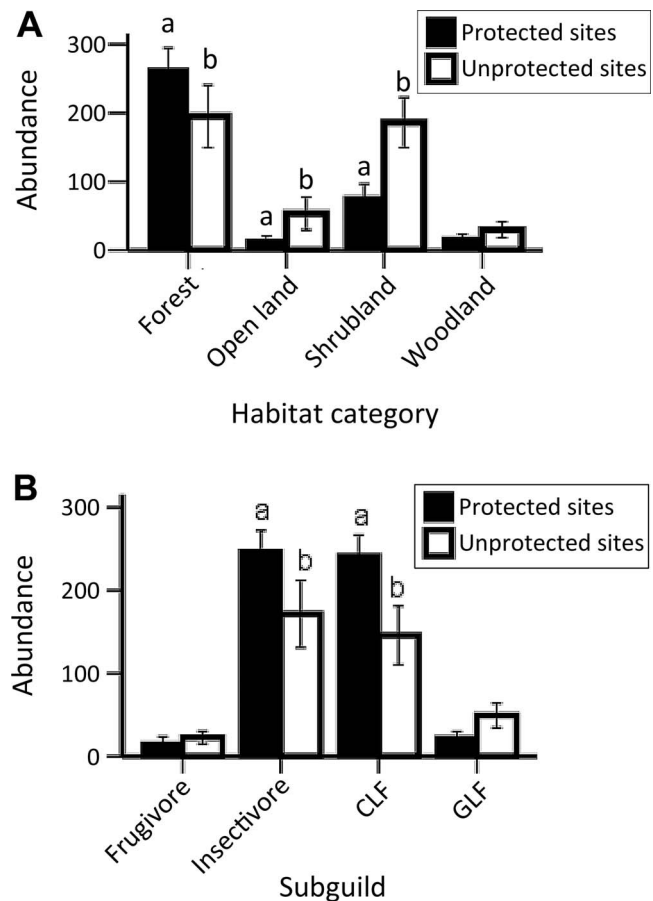 A
300
200
100
0
Abundance
a
b
a
b
a
b
Protected sites
Unprotected sites
Forest
Open land
Shrubland
Woodland
Habitat category
B
300
200
100
0
Abundance
a
b
a
b
Protected sites
Unprotected sites
Frugivore
Insectivore
CLF
GLF
Subguild